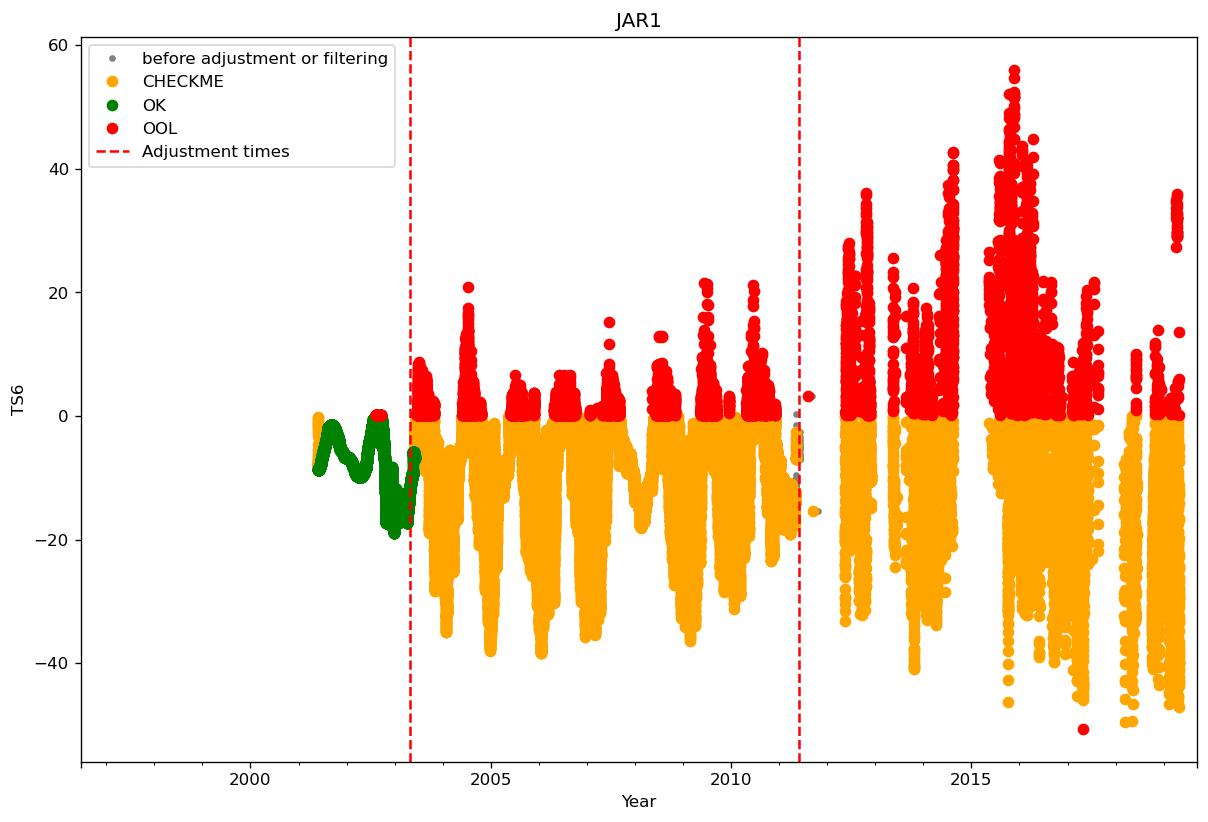 JAR1
before adjustment or filtering
CHECKME
OK
OOL
Adjustment times
60
40
20
0
−20
−40
TS6
2000
2005
2010
2015
Year